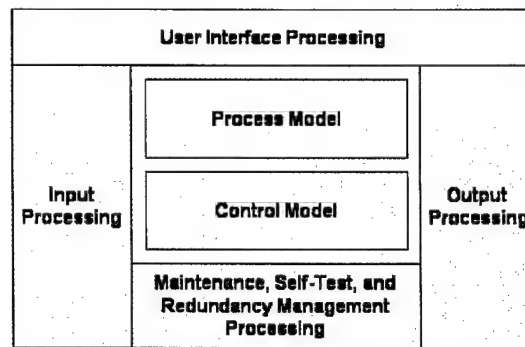 User Interface Processing
Process Model
Input
Processing
Control Model
Output
Processing
Maintenance, Self-Test, and
Redundancy Management
Processing